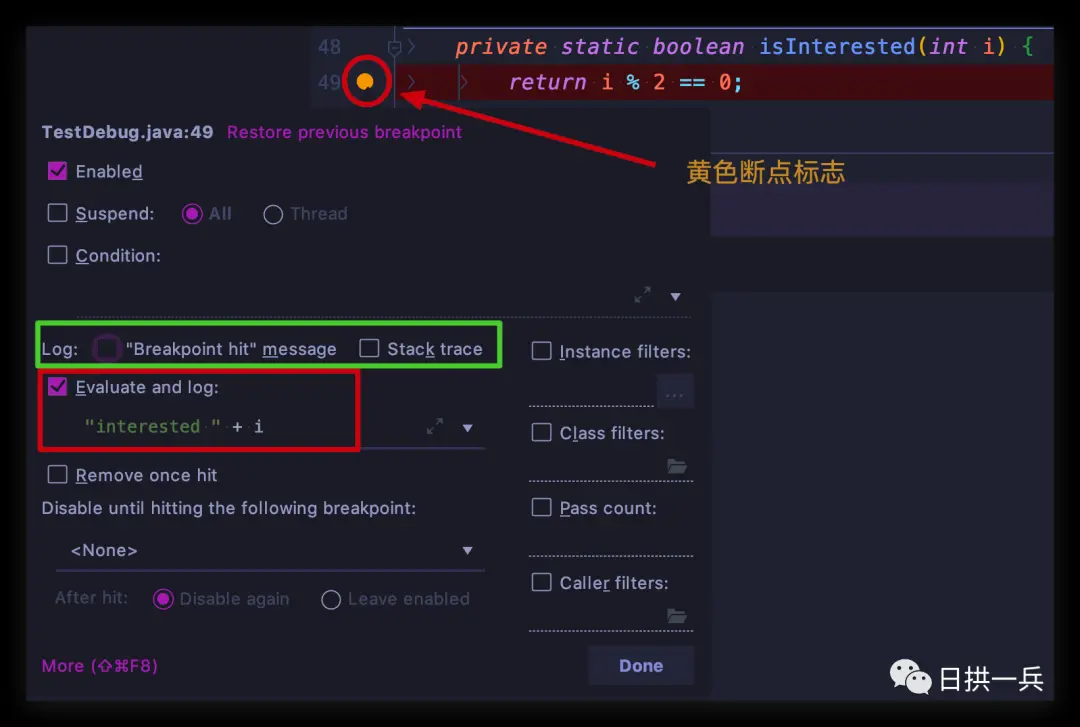 48 private static boolean isInterested(int i) {
49 return i % 2 == 0;
TestDebug.java:49 Restore previous breakpoint
黄色断点标志
Enabled
Suspend: All Thread
Condition:
Log: "Breakpoint hit" message Stack trace
Instance filters:
Evaluate and log:
...
"interested " + i
Class filters:
Remove once hit
Disable until hitting the following breakpoint:
Pass count:
<None>
Caller filters:
After hit: Disable again Leave enabled
More (⇧⌘F8)
Done
日拱一兵